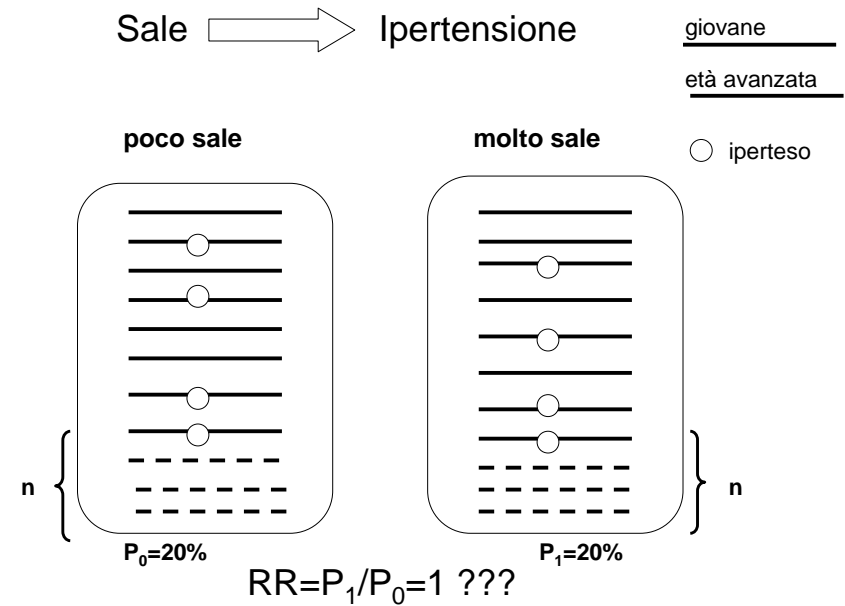 Sale Ipertensione
giovane
età avanzata
poco sale molto sale
iperteso
n n
P₀=20% P₁=20%
RR=P₁/P₀=1 ???